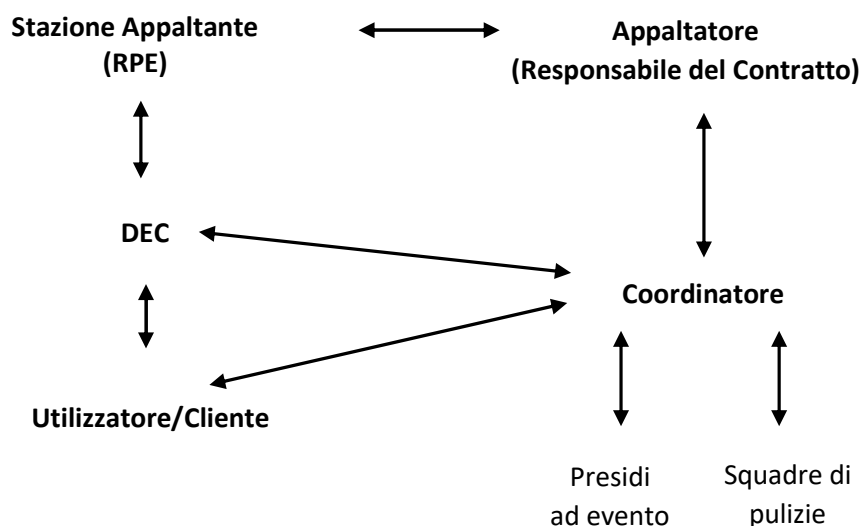 Stazione Appaltante
(RPE)
Appaltatore
(Responsabile del Contratto)
DEC
Coordinatore
Utilizzatore/Cliente
Presidi
ad evento
Squadre di
pulizie